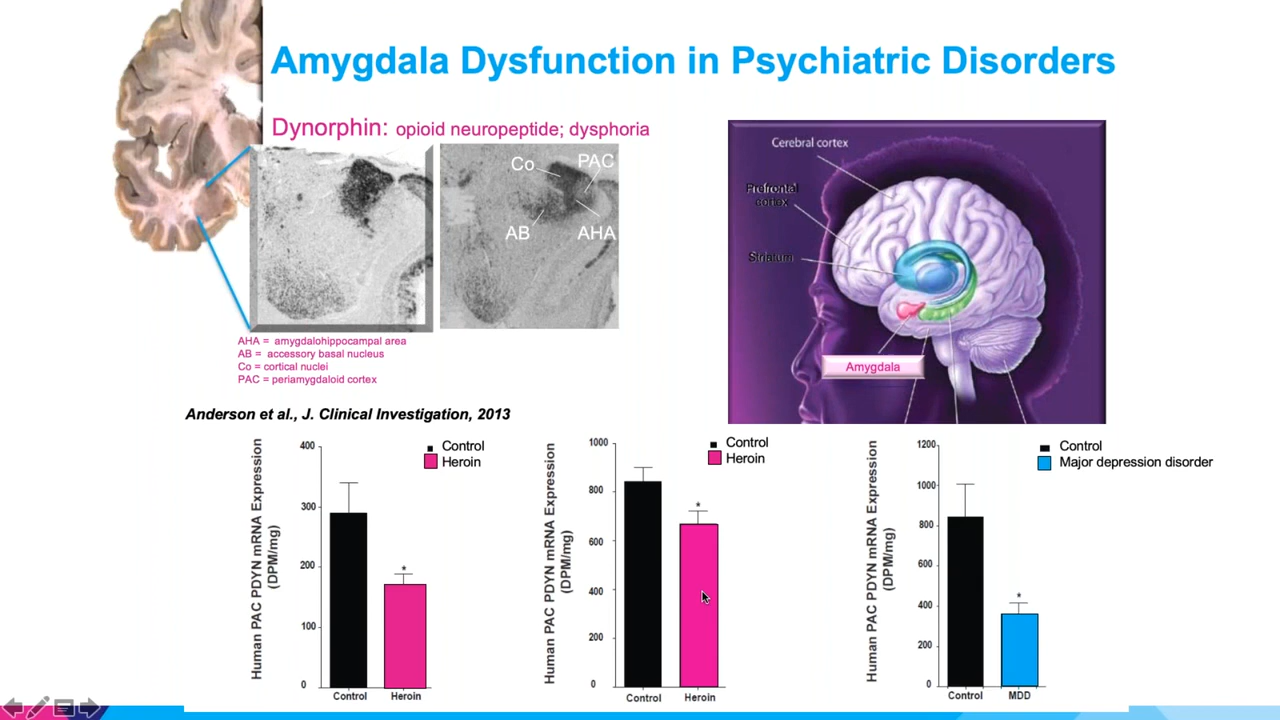 Amygdala Dysfunction in Psychiatric Disorders
Dynorphin: opioid neuropeptide; dysphoria
Co
PAC
AB
AHA
AHA = amygdalohippocampal area
AB = accessory basal nucleus
Co = cortical nuclei
PAC = periamygdaloid cortex
Cerebral cortex
Prefrontal
cortex
Striatum
Amygdala
Anderson et al., J. Clinical Investigation, 2013
Human PAC PDYN mRNA Expression
(DPM/mg)
400
300
200
100
0
Control
Heroin
*
Control
Heroin
Human PAC PDYN mRNA Expression
(DPM/mg)
1000
800
600
400
200
0
Control
Heroin
*
Control
Heroin
Human PAC PDYN mRNA Expression
(DPM/mg)
1200
1000
800
600
400
200
0
Control
Major depression disorder
*
Control
MDD